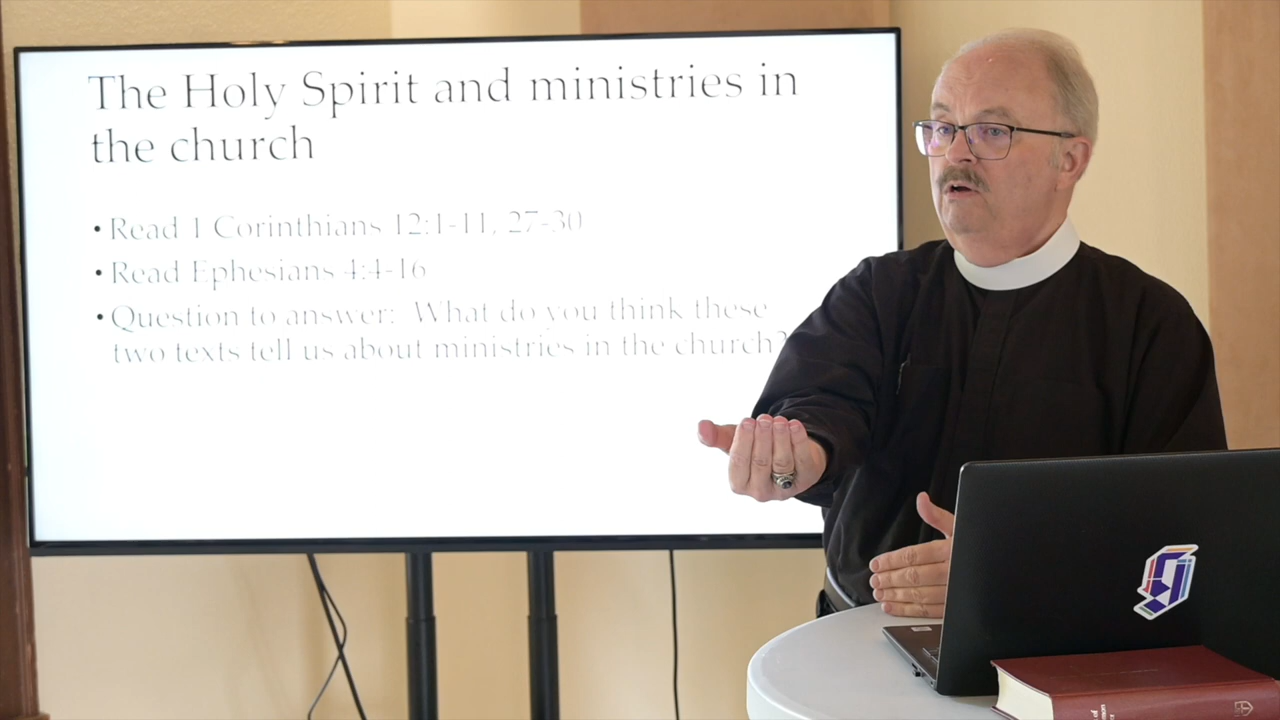 The Holy Spirit and ministries in
the church
• Read 1 Corinthians 12:1-11, 27-30
• Read Ephesians 4:4-16
• Question to answer: What do you think these
two texts tell us about ministries in the church?